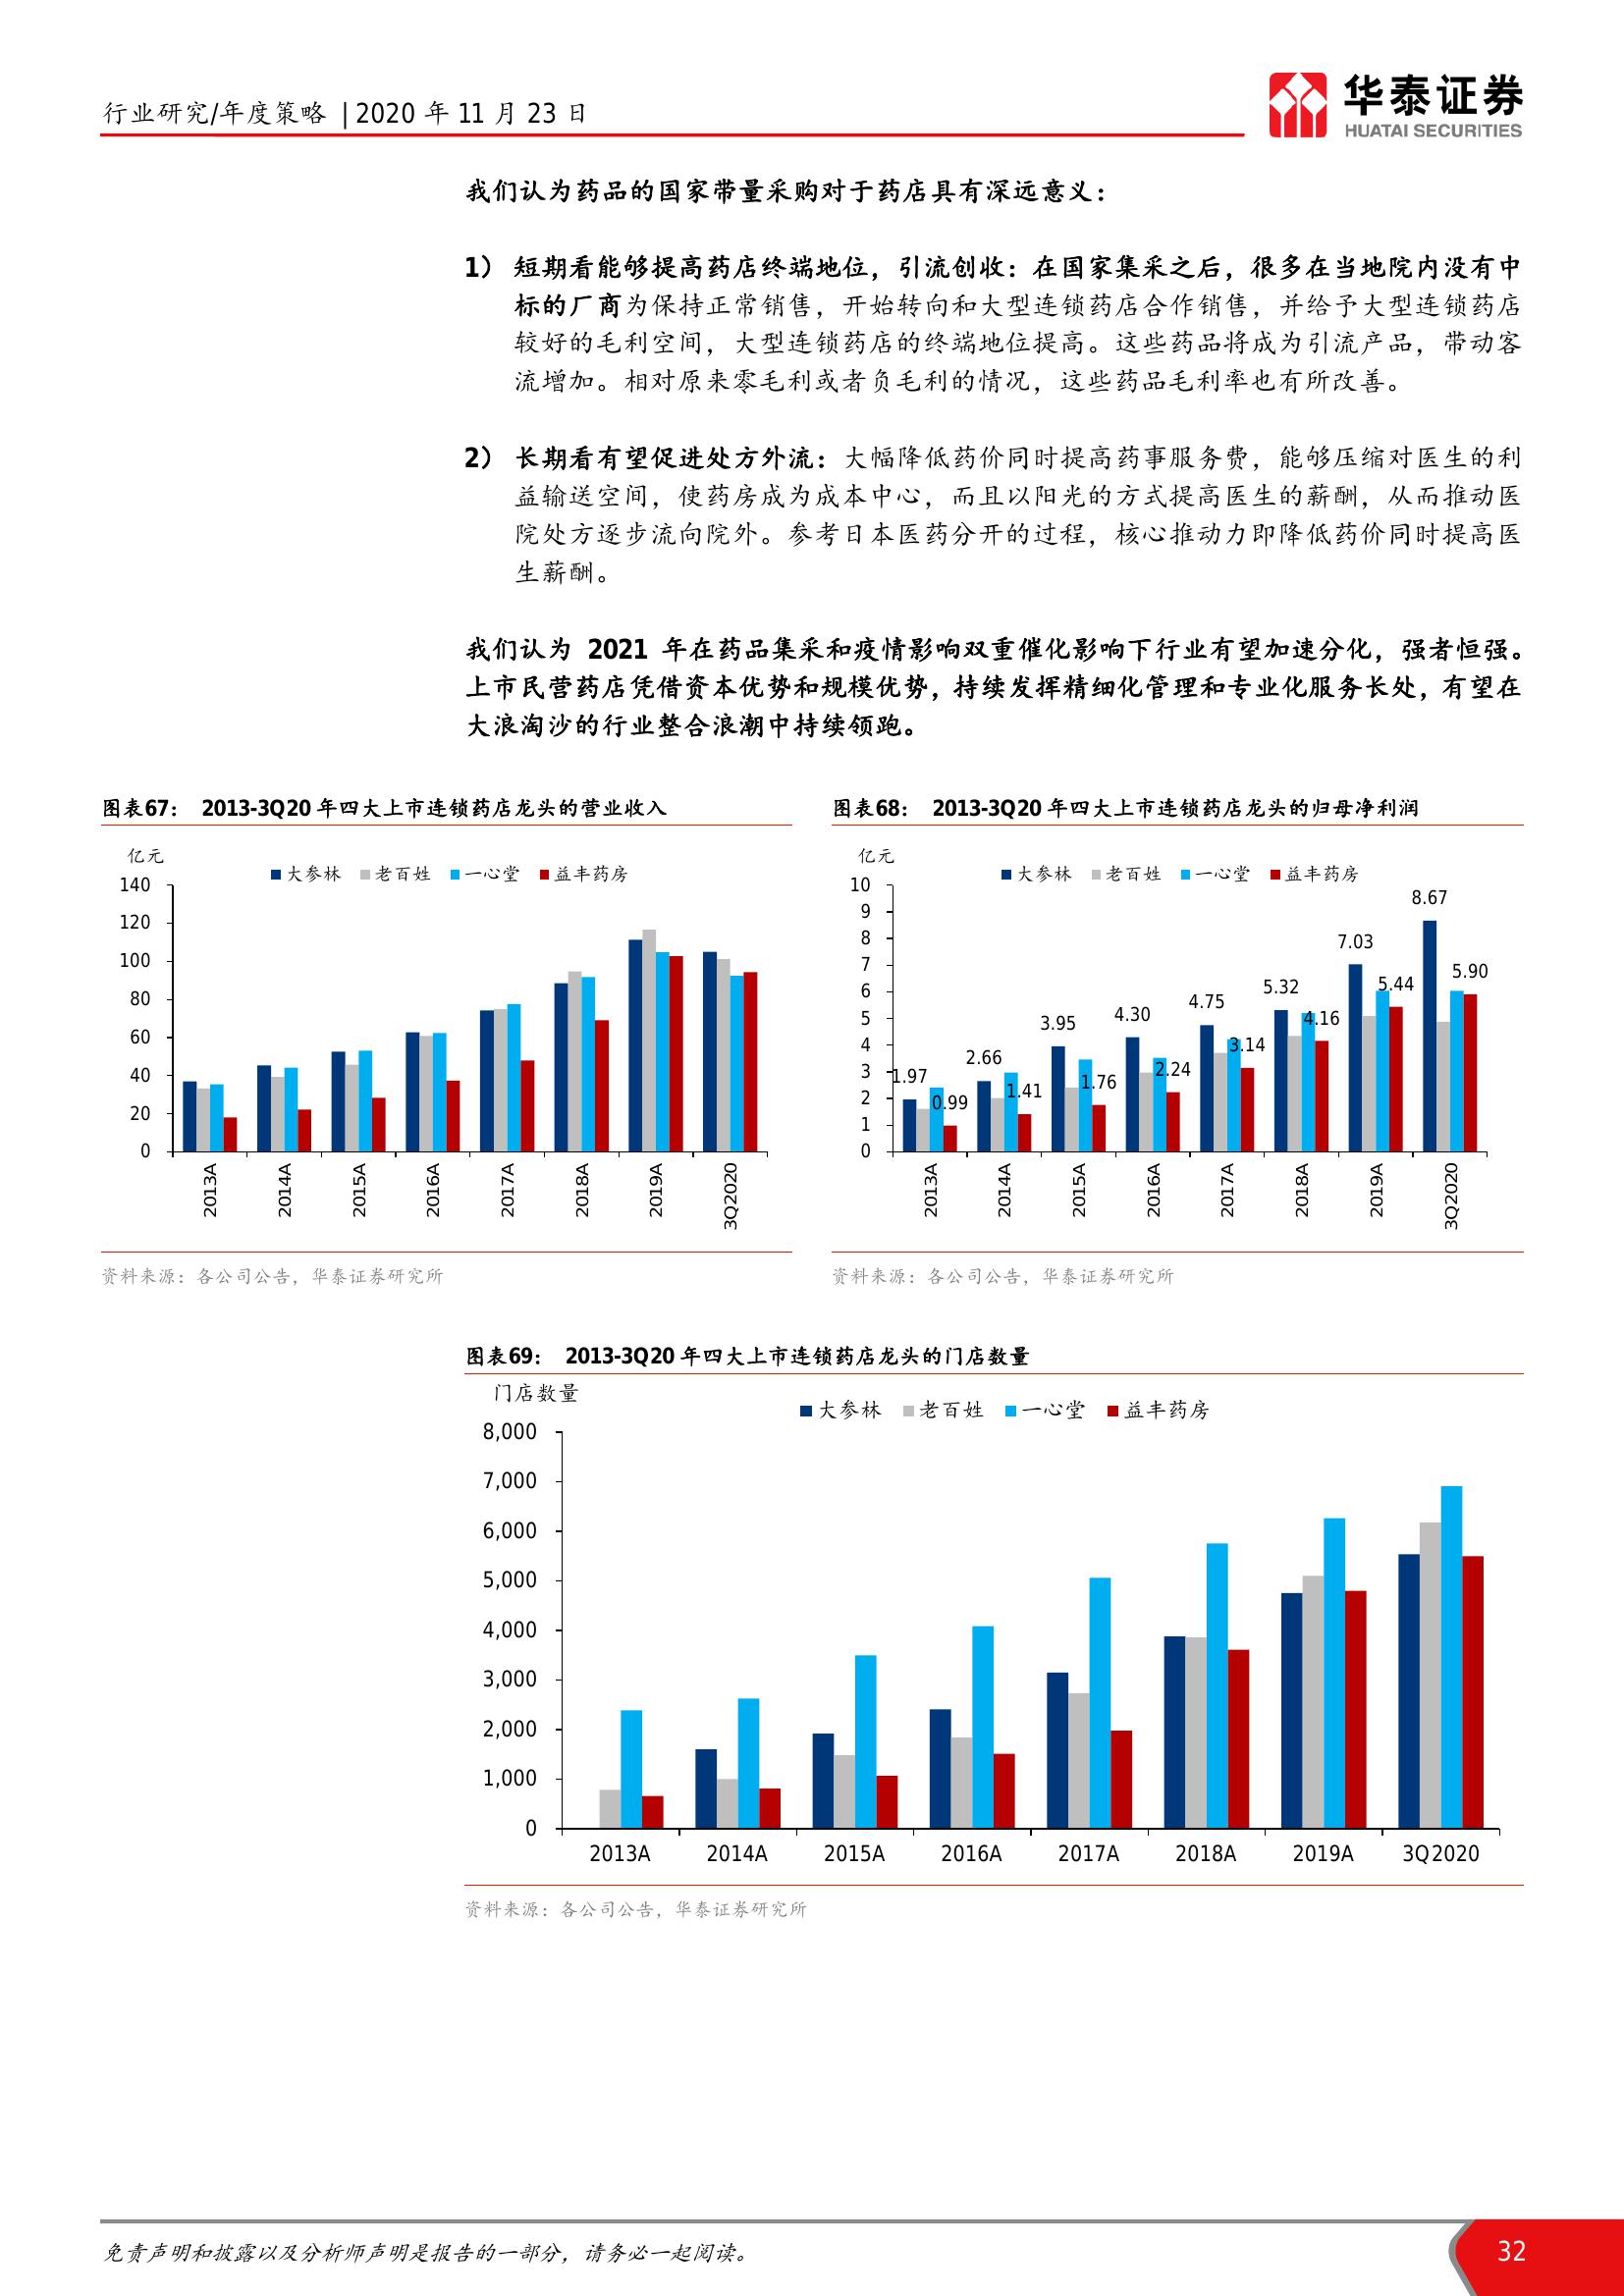 行业研究/年度策略 | 2020 年 11 月 23 日
华泰证券
HUATAI SECURITIES
我们认为药品的国家带量采购对于药店具有深远意义：
1） 短期看能够提高药店终端地位，引流创收：在国家集采之后，很多在当地院内没有中
标的厂商为保持正常销售，开始转向和大型连锁药店合作销售，并给予大型连锁药店
较好的毛利空间，大型连锁药店的终端地位提高。这些药品将成为引流产品，带动客
流增加。相对原来零毛利或者负毛利的情况，这些药品毛利率也有所改善。
2） 长期看有望促进处方外流：大幅降低药价同时提高药事服务费，能够压缩对医生的利
益输送空间，使药房成为成本中心，而且以阳光的方式提高医生的薪酬，从而推动医
院处方逐步流向院外。参考日本医药分开的过程，核心推动力即降低药价同时提高医
生薪酬。
我们认为 2021 年在药品集采和疫情影响双重催化影响下行业有望加速分化，强者恒强。
上市民营药店凭借资本优势和规模优势，持续发挥精细化管理和专业化服务长处，有望在
大浪淘沙的行业整合浪潮中持续领跑。
图表67： 2013-3Q20 年四大上市连锁药店龙头的营业收入
亿元
大参林 老百姓 一心堂 益丰药房
140
120
100
80
60
40
20
0
2013A 2014A 2015A 2016A 2017A 2018A 2019A 3Q2020
资料来源：各公司公告，华泰证券研究所
图表68： 2013-3Q20 年四大上市连锁药店龙头的归母净利润
亿元
大参林 老百姓 一心堂 益丰药房
10
9
8
7
6
5
4
3
2
1
0
1.97 2.66 3.95 4.30 4.75 5.32 7.03 8.67
0.99 1.41 1.76 2.24 3.14 4.16 5.44 5.90
2013A 2014A 2015A 2016A 2017A 2018A 2019A 3Q2020
资料来源：各公司公告，华泰证券研究所
图表69： 2013-3Q20 年四大上市连锁药店龙头的门店数量
门店数量
大参林 老百姓 一心堂 益丰药房
8,000
7,000
6,000
5,000
4,000
3,000
2,000
1,000
0
2013A 2014A 2015A 2016A 2017A 2018A 2019A 3Q2020
资料来源：各公司公告，华泰证券研究所
免责声明和披露以及分析师声明是报告的一部分，请务必一起阅读。
32